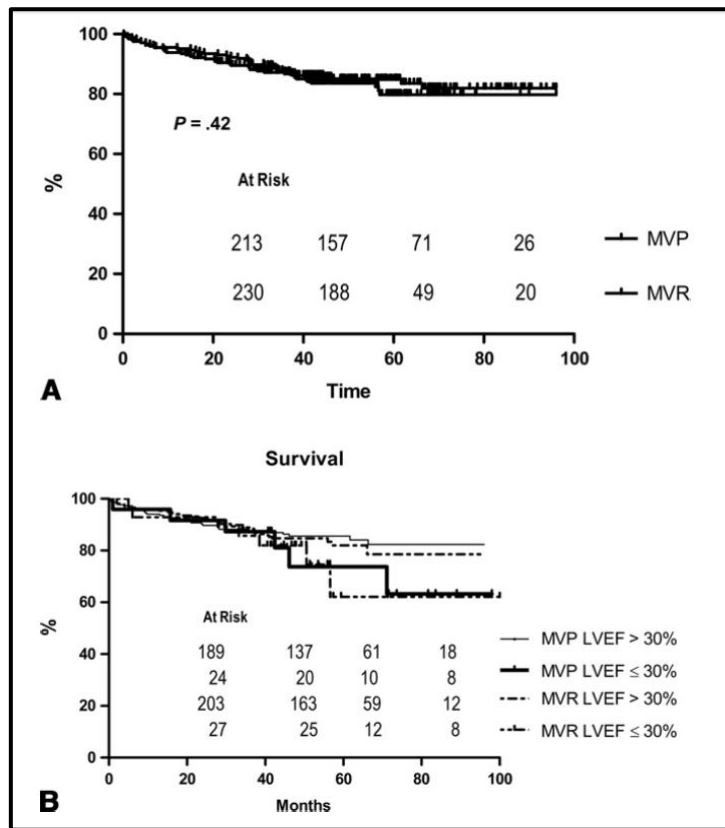 100
80
P = .42
60
At Risk
%
40
213 157 71 26 MVP
20
230 188 49 20 MVR
0
0 20 40 60 80 100
Time
A
Survival
100
80
60
%
At Risk
189 137 61 18 MVP LVEF > 30%
40
24 20 10 8 MVP LVEF ≤ 30%
20
203 163 59 12 MVR LVEF > 30%
27 25 12 8 MVR LVEF ≤ 30%
0
0 20 40 60 80 100
Months
B